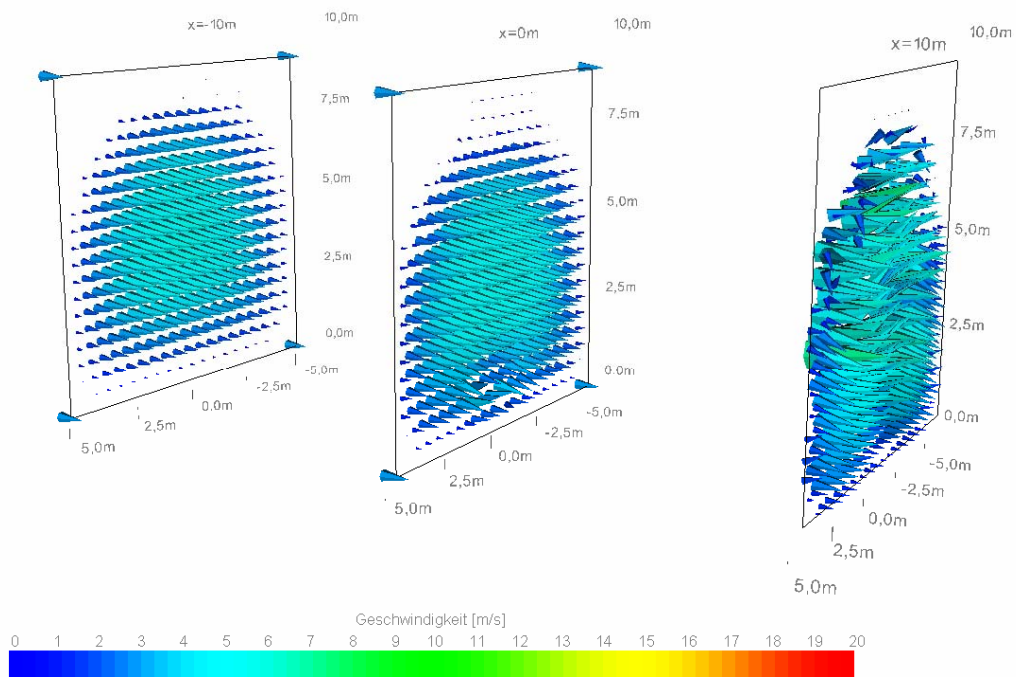 x=-10m
10,0m
7,5m
5,0m
2,5m
0,0m
-5,0m
-2,5m
0,0m
2,5m
5,0m
x=0m
10,0m
7,5m
5,0m
2,5m
0,0m
-5,0m
-2,5m
0,0m
2,5m
5,0m
x=10m
10,0m
7,5m
5,0m
2,5m
0,0m
-5,0m
-2,5m
0,0m
2,5m
5,0m
Geschwindigkeit [m/s]
0 1 2 3 4 5 6 7 8 9 10 11 12 13 14 15 16 17 18 19 20